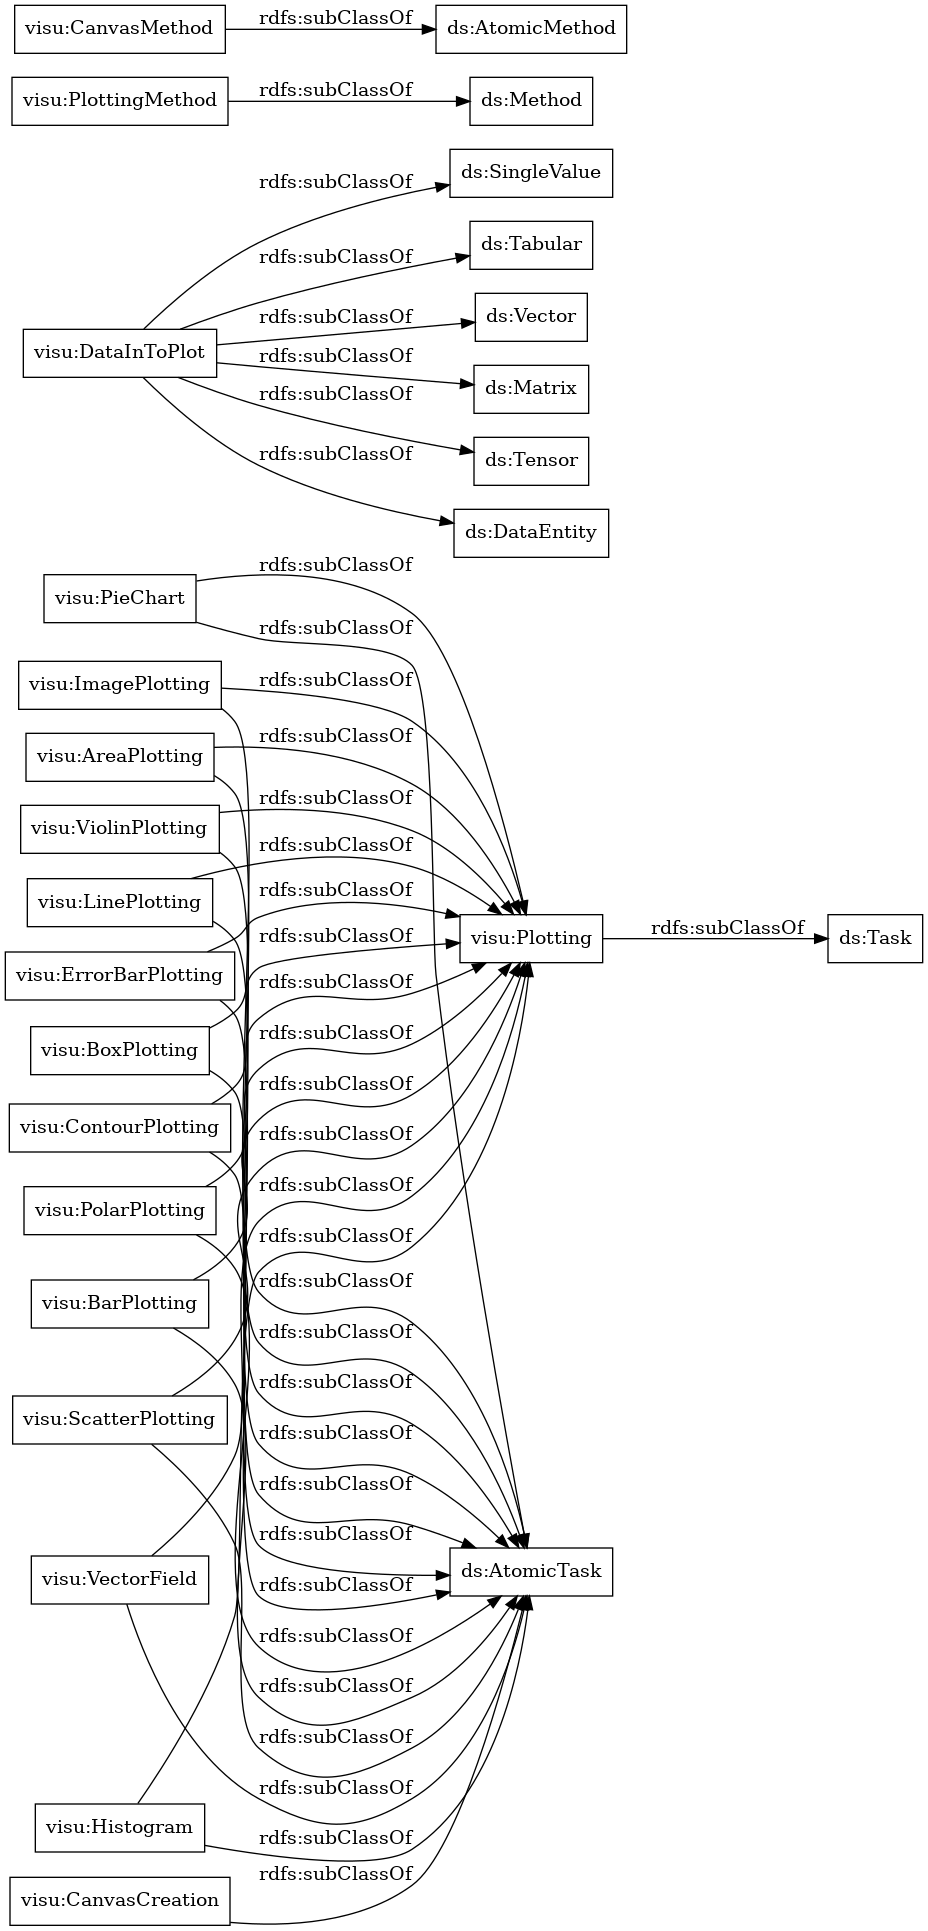 visu:CanvasMethod
rdfs:subClassOf
ds:AtomicMethod
visu:PlottingMethod
rdfs:subClassOf
ds:Method
ds:SingleValue
rdfs:subClassOf
ds:Tabular
rdfs:subClassOf
ds:Vector
rdfs:subClassOf
visu:DataInToPlot
rdfs:subClassOf
ds:Matrix
rdfs:subClassOf
ds:Tensor
rdfs:subClassOf
ds:DataEntity
rdfs:subClassOf
visu:PieChart
rdfs:subClassOf
visu:ImagePlotting
rdfs:subClassOf
rdfs:subClassOf
visu:AreaPlotting
rdfs:subClassOf
visu:ViolinPlotting
rdfs:subClassOf
visu:LinePlotting
rdfs:subClassOf
visu:ErrorBarPlotting
rdfs:subClassOf
visu:Plotting
rdfs:subClassOf
ds:Task
rdfs:subClassOf
visu:BoxPlotting
rdfs:subClassOf
visu:ContourPlotting
rdfs:subClassOf
rdfs:subClassOf
visu:PolarPlotting
rdfs:subClassOf
rdfs:subClassOf
visu:BarPlotting
rdfs:subClassOf
rdfs:subClassOf
rdfs:subClassOf
visu:ScatterPlotting
rdfs:subClassOf
rdfs:subClassOf
rdfs:subClassOf
visu:VectorField
ds:AtomicTask
rdfs:subClassOf
rdfs:subClassOf
rdfs:subClassOf
rdfs:subClassOf
rdfs:subClassOf
visu:Histogram
rdfs:subClassOf
rdfs:subClassOf
visu:CanvasCreation